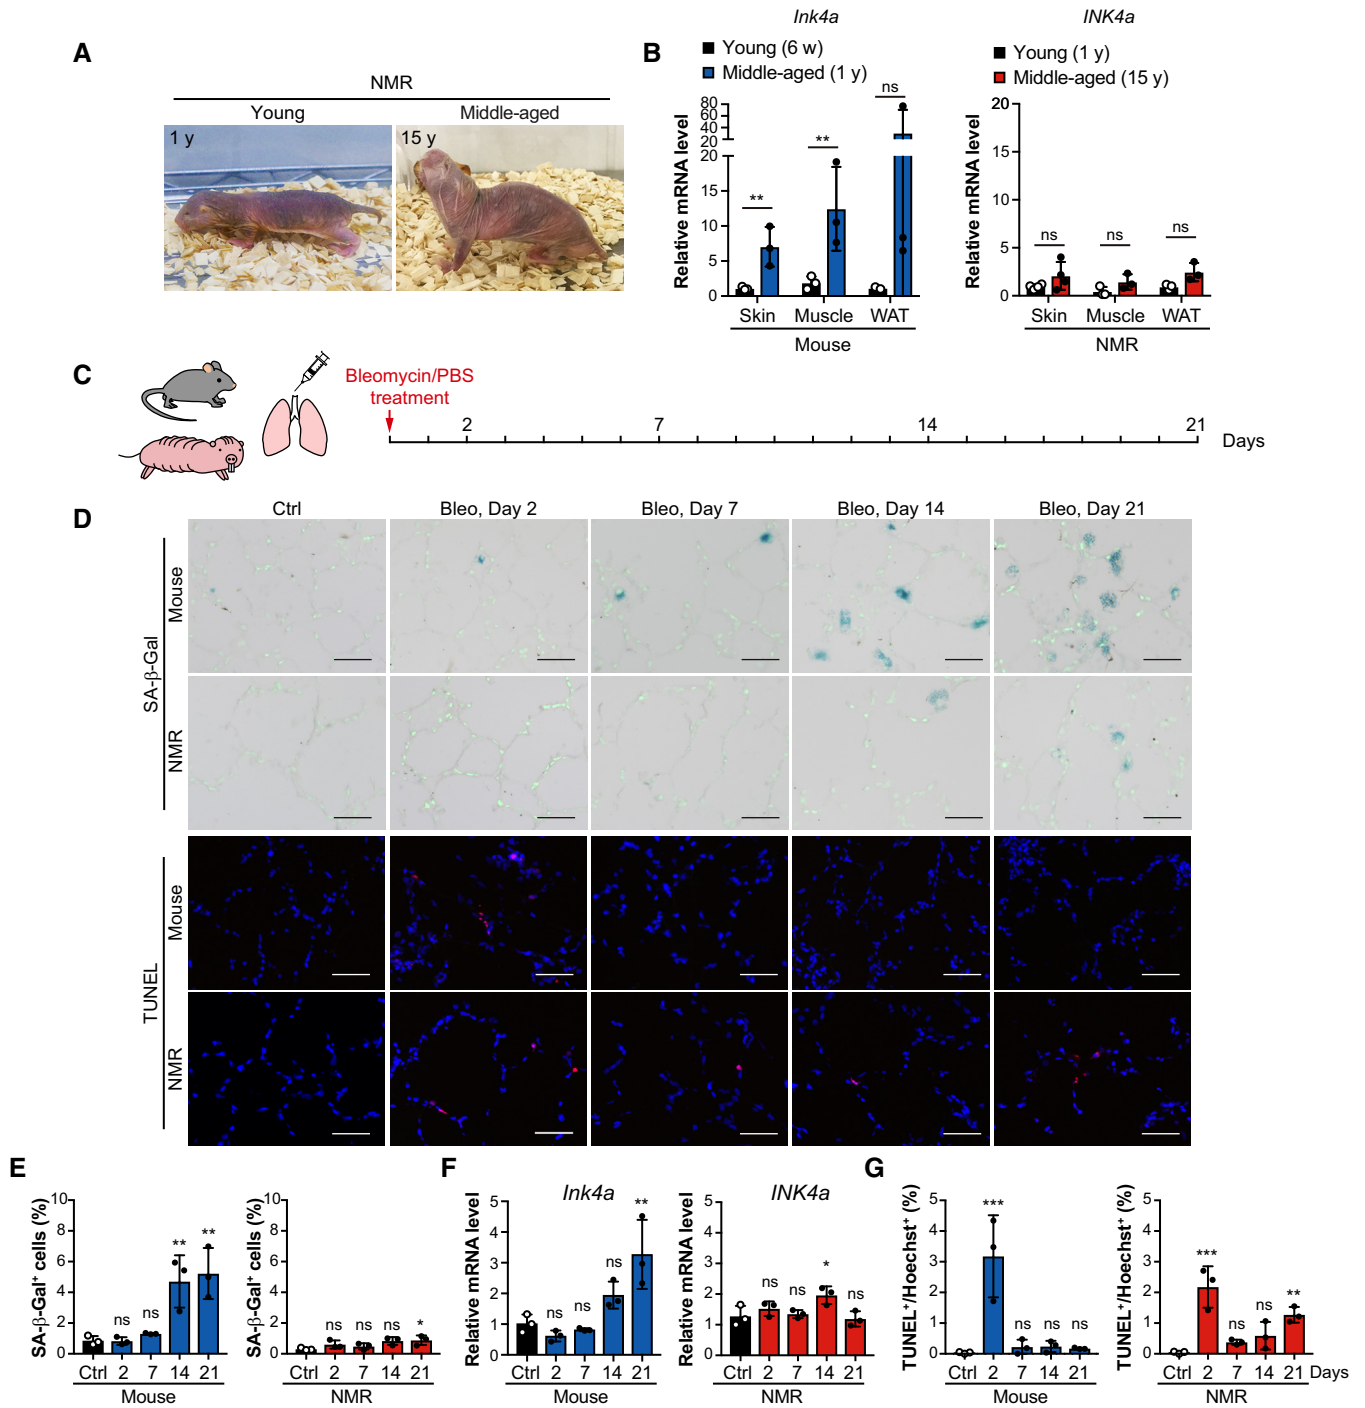 A
NMR
Young
Middle-aged
1 y
15 y
B
Ink4a
Young (6 w)
Middle-aged (1 y)
Relative mRNA level
80
60
40
20
20
15
10
5
0
**
**
ns
Skin
Muscle
WAT
Mouse
INK4a
Young (1 y)
Middle-aged (15 y)
Relative mRNA level
20
15
10
5
0
ns
ns
ns
Skin
Muscle
WAT
NMR
C
Bleomycin/PBS
treatment
2
7
14
21
Days
D
Ctrl
Bleo, Day 2
Bleo, Day 7
Bleo, Day 14
Bleo, Day 21
SA-β-Gal
Mouse
NMR
TUNEL
Mouse
NMR
E
SA-β-Gal+ cells (%)
10
8
6
4
2
0
ns
ns
**
**
Ctrl
2
7
14
21
Mouse
SA-β-Gal+ cells (%)
10
8
6
4
2
0
ns
ns
ns
*
Ctrl
2
7
14
21
NMR
F
Ink4a
Relative mRNA level
5
4
3
2
1
0
ns
ns
ns
**
Ctrl
2
7
14
21
Mouse
INK4a
Relative mRNA level
5
4
3
2
1
0
ns
ns
*
ns
Ctrl
2
7
14
21
NMR
G
TUNEL+/Hoechst+ (%)
5
4
3
2
1
0
***
ns
ns
ns
Ctrl
2
7
14
21
Mouse
TUNEL+/Hoechst+ (%)
5
4
3
2
1
0
***
ns
ns
**
Ctrl
2
7
14
21
Days
NMR